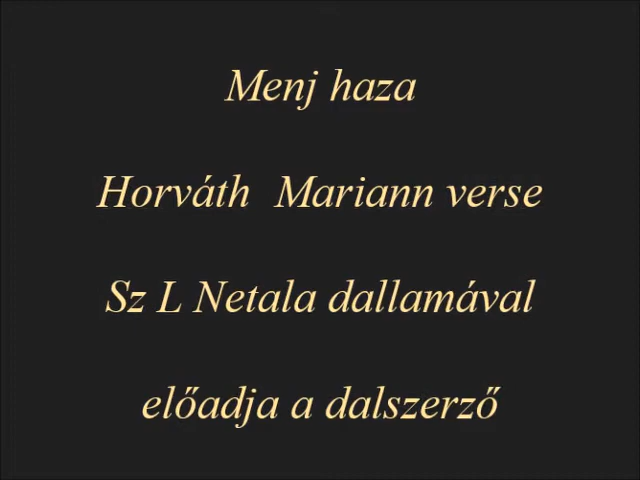 Menj haza
Horváth Mariann verse
Sz L Netala dallamával
előadja a dalszerző